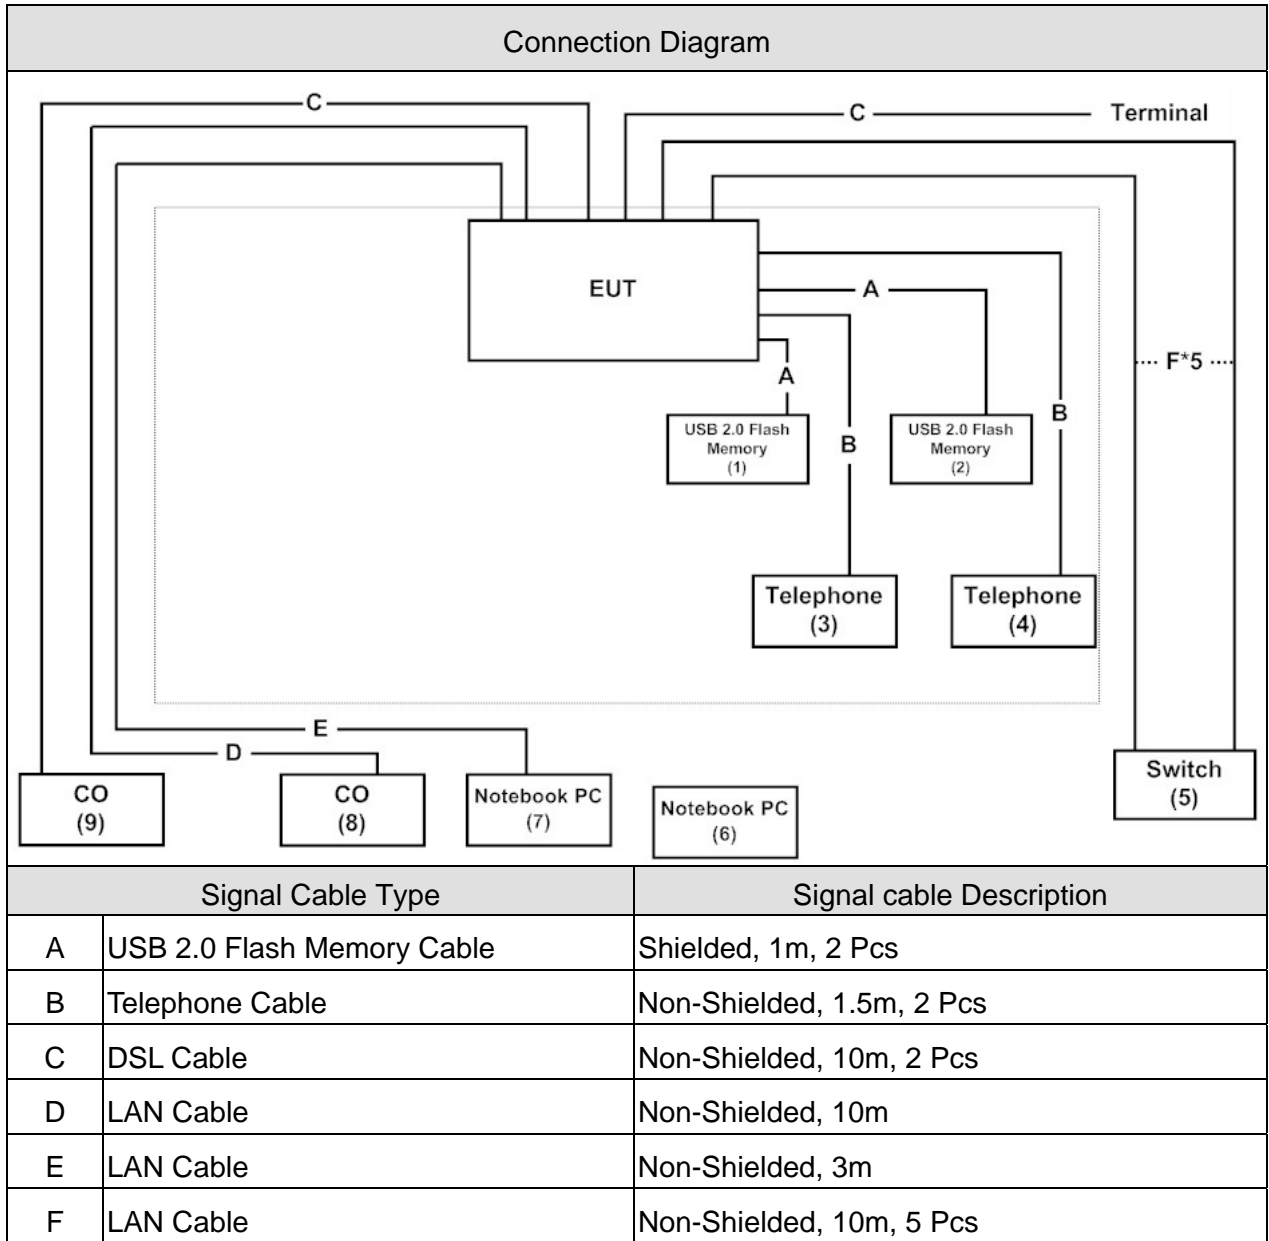 Connection Diagram
C
C
Terminal
EUT
A
F*5
A
B
USB 2.0 Flash
Memory
(1)
B
USB 2.0 Flash
Memory
(2)
Telephone
(3)
Telephone
(4)
E
D
CO
(9)
CO
(8)
Notebook PC
(7)
Notebook PC
(6)
Switch
(5)
Signal Cable Type Signal cable Description
A USB 2.0 Flash Memory Cable Shielded, 1m, 2 Pcs
B Telephone Cable Non-Shielded, 1.5m, 2 Pcs
C DSL Cable Non-Shielded, 10m, 2 Pcs
D LAN Cable Non-Shielded, 10m
E LAN Cable Non-Shielded, 3m
F LAN Cable Non-Shielded, 10m, 5 Pcs